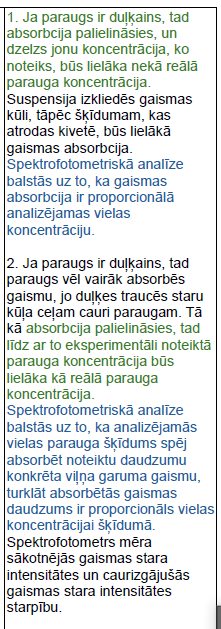 1. Ja paraugs ir duļķains, tad
absorbcija palielināsies, un
dzelzs jonu koncentrācija, ko
noteiks, būs lielāka nekā reālā
parauga koncentrācija.
Suspensija izkliedēs gaismas
kūli, tāpēc šķīdumam, kas
atrodas kivetē, būs lielākā
gaismas absorbcija.
Spektrofotometriskā analīze
balstās uz to, ka gaismas
absorbcija ir proporcionālā
analizējamas vielas
koncentrāciju.
2. Ja paraugs ir duļķains, tad
paraugs vēl vairāk absorbēs
gaismu, jo duļķes traucēs staru
kūļa ceļam cauri paraugam. Tā
kā absorbcija palielināsies, tad
līdz ar to eksperimentāli noteiktā
parauga koncentrācija būs
lielāka kā reālā parauga
koncentrācija.
Spektrofotometriskā analīze
balstās uz to, ka analizējamās
vielas parauga šķīdums spēj
absorbēt noteiktu daudzumu
konkrēta viļņa garuma gaismu,
turklāt absorbētās gaismas
daudzums ir proporcionāls vielas
koncentrācijai šķīdumā.
Spektrofotometrs mēra
sākotnējās gaismas stara
intensitātes un caurizgājušās
gaismas stara intensitātes
starpību.